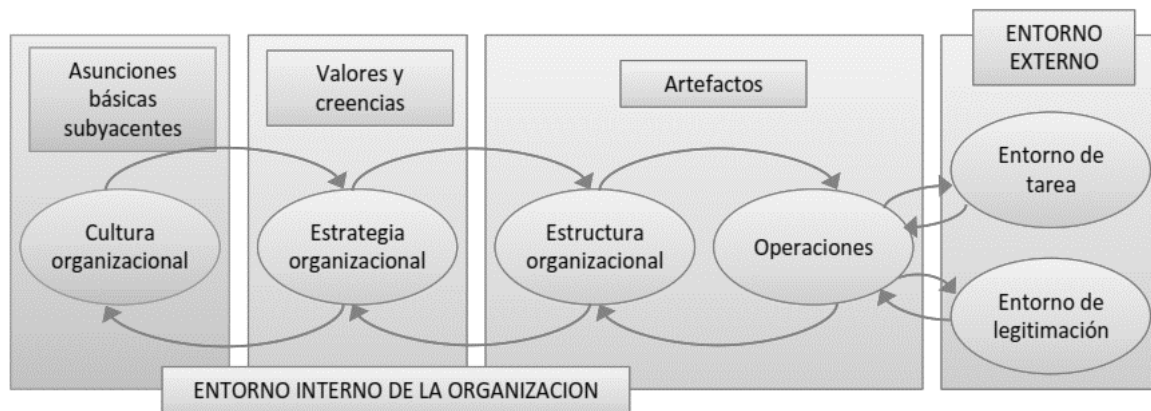 Asunciones
básicas
subyacentes
Valores y
creencias
Artefactos
ENTORNO
EXTERNO
Cultura
organizacional
Estrategia
organizacional
Estructura
organizacional
Operaciones
Entorno de
tarea
Entorno de
legitimación
ENTORNO INTERNO DE LA ORGANIZACION